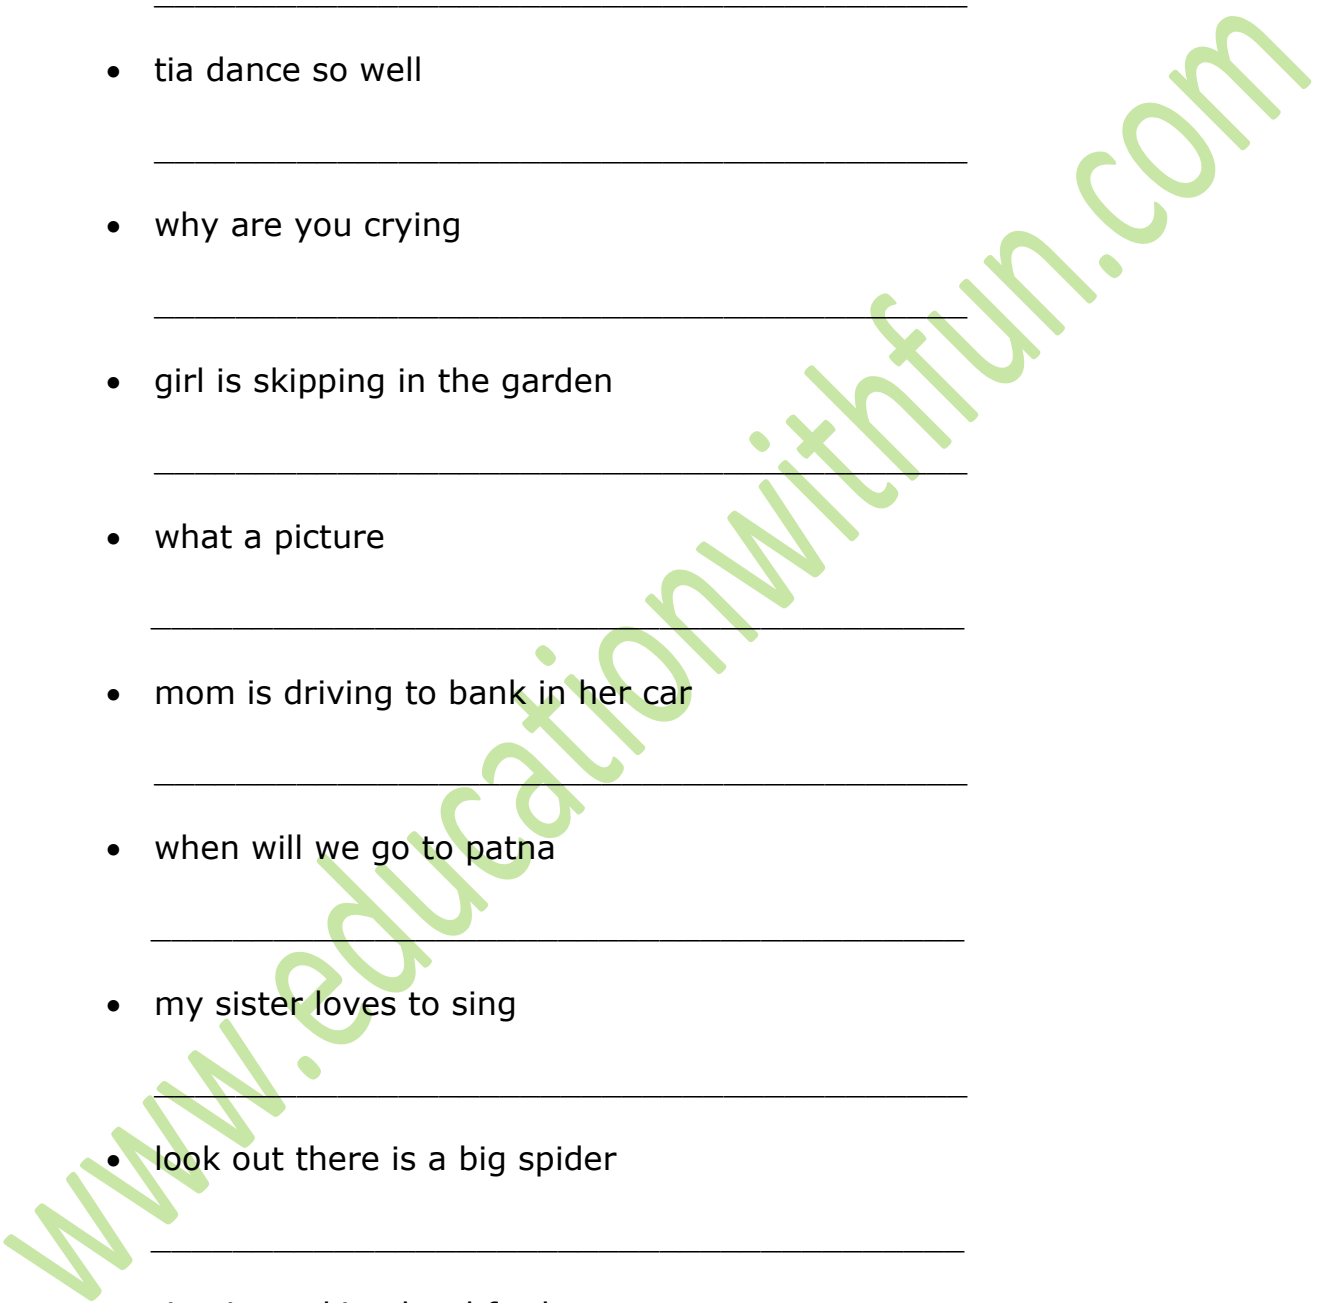 • tia dance so well
• why are you crying
• girl is skipping in the garden
• what a picture
• mom is driving to bank in her car
• when will we go to patna
• my sister loves to sing
• look out there is a big spider
www.educationwithfun.com